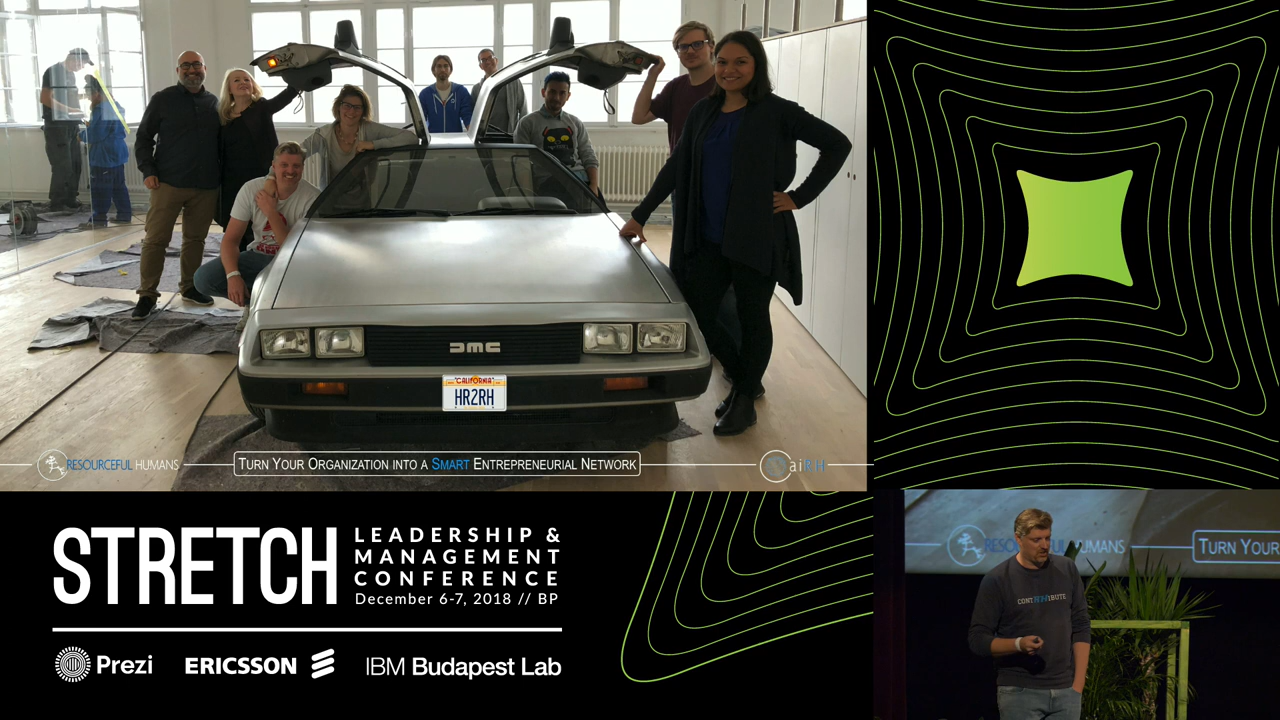 DMC
CALIFORNIA
HR2RH
RESOURCEFUL HUMANS
TURN YOUR ORGANIZATION INTO A SMART ENTREPRENEURIAL NETWORK
aiRH
STRETCH
LEADERSHIP &
MANAGEMENT
CONFERENCE
December 6-7, 2018 // BP
Prezi
ERICSSON
IBM Budapest Lab
RESOURCEFUL HUMANS
TURN YOUR